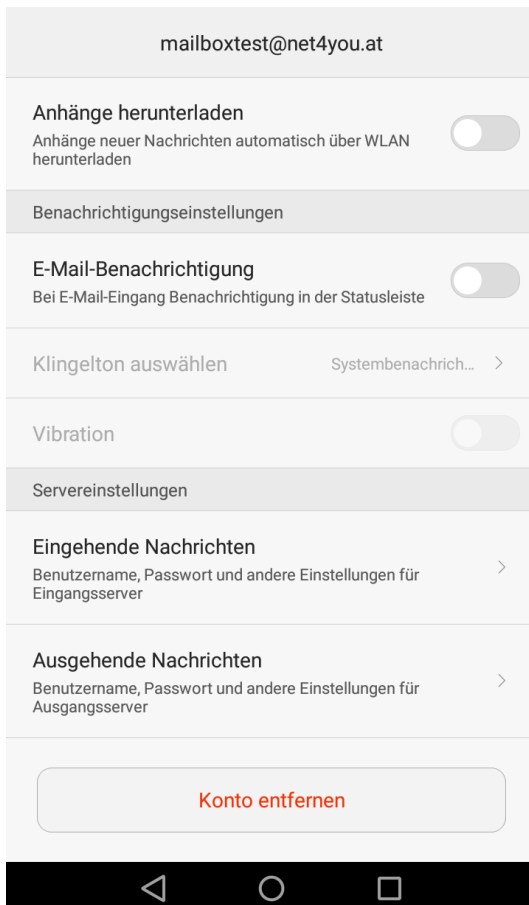 mailboxtest@net4you.at
Anhänge herunterladen
Anhänge neuer Nachrichten automatisch über WLAN
herunterladen
Benachrichtigungseinstellungen
E-Mail-Benachrichtigung
Bei E-Mail-Eingang Benachrichtigung in der Statusleiste
Klingelton auswählen Systembenachrich...
Vibration
Servereinstellungen
Eingehende Nachrichten
Benutzername, Passwort und andere Einstellungen für
Eingangsserver
Ausgehende Nachrichten
Benutzername, Passwort und andere Einstellungen für
Ausgangsserver
Konto entfernen